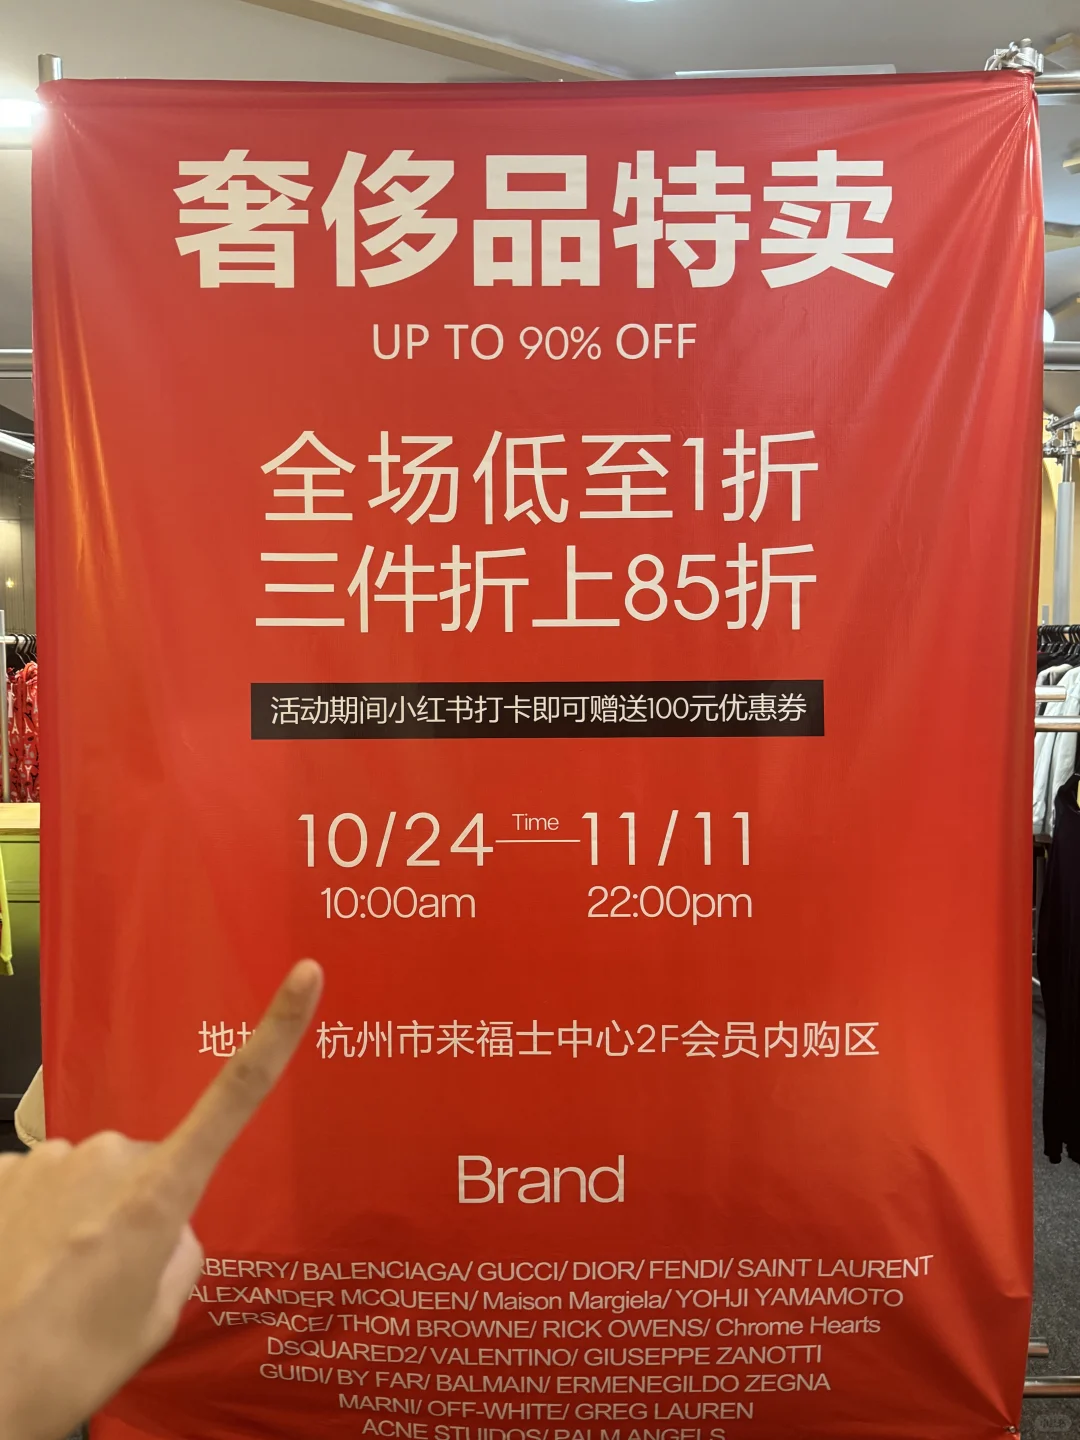 奢侈品特卖
UP TO 90% OFF
全场低至1折
三件折上85折
活动期间小红书打卡即可赠送100元优惠券
10/24 Time 11/11
10:00am 22:00pm
杭州市来福士中心2F会员内购区
Brand
BALENCIAGA/ GUCCI/ DIOR/ FENDI/ SAINT LAURENT
ALEXANDER MCQUEEN/ Maison Margiela/ YOHJI YAMAMOTO
VERSACE/ THOM BROWNE/ RICK OWENS/ Chrome Hearts
DSQUARED2/ VALENTINO/ GIUSEPPE ZANOTTI
GUIDI/ BY FAR/ BALMAIN/ ERMENEGILDO ZEGNA
MARNI/ OFF-WHITE/ GREG LAUREN
ACNE STUIDOS/ PALM ANGELS